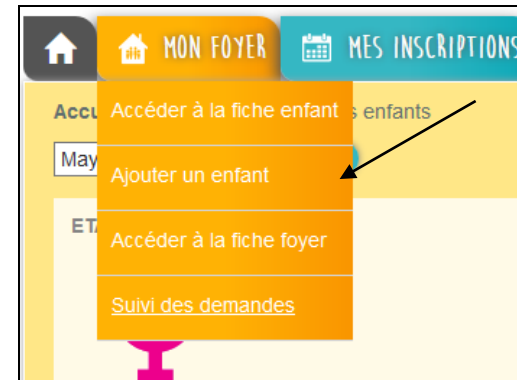 MON FOYER MES INSCRIPTIONS
Accu
Accéder à la fiche enfant
s enfants
May
Ajouter un enfant
ETA
Accéder à la fiche foyer
Suivi des demandes